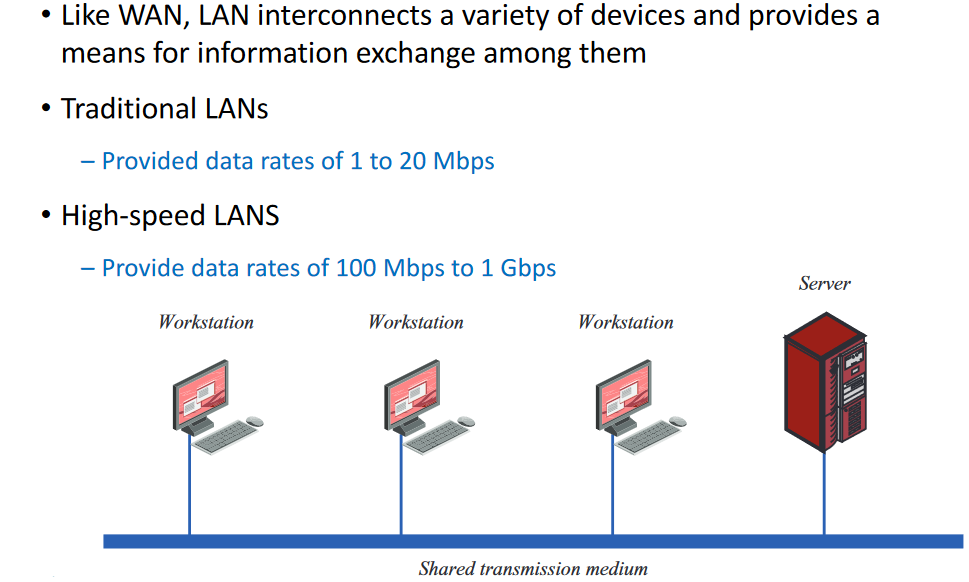 • Like WAN, LAN interconnects a variety of devices and provides a
means for information exchange among them
• Traditional LANs
– Provided data rates of 1 to 20 Mbps
• High-speed LANS
– Provide data rates of 100 Mbps to 1 Gbps
Server
Workstation Workstation Workstation
Shared transmission medium